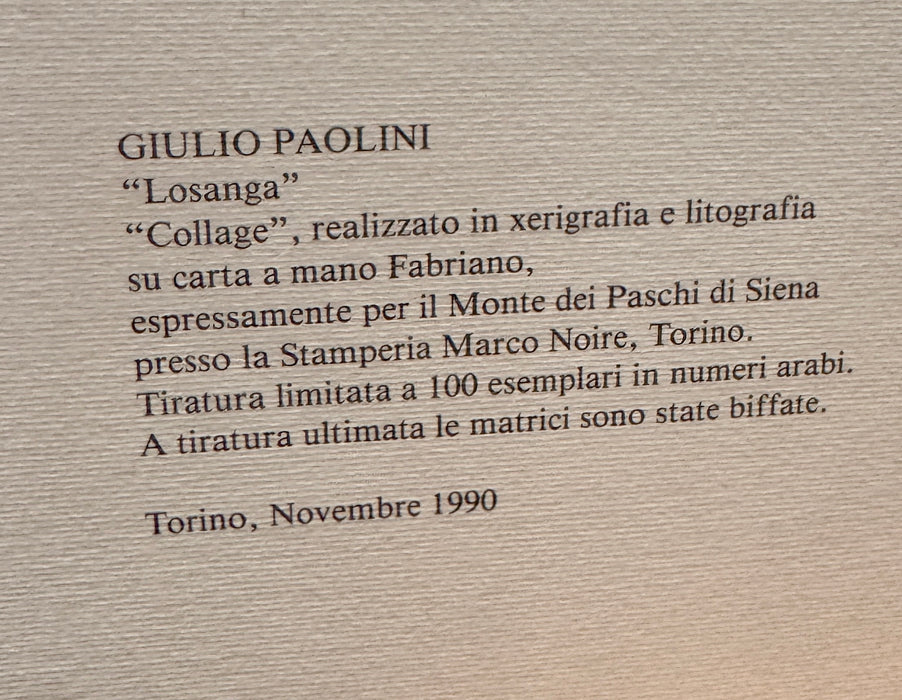 GIULIO PAOLINI
“Losanga”
“Collage”, realizzato in xerigrafia e litografia
su carta a mano Fabriano,
espressamente per il Monte dei Paschi di Siena
presso la Stamperia Marco Noire, Torino.
Tiratura limitata a 100 esemplari in numeri arabi.
A tiratura ultimata le matrici sono state biffate.
Torino, Novembre 1990